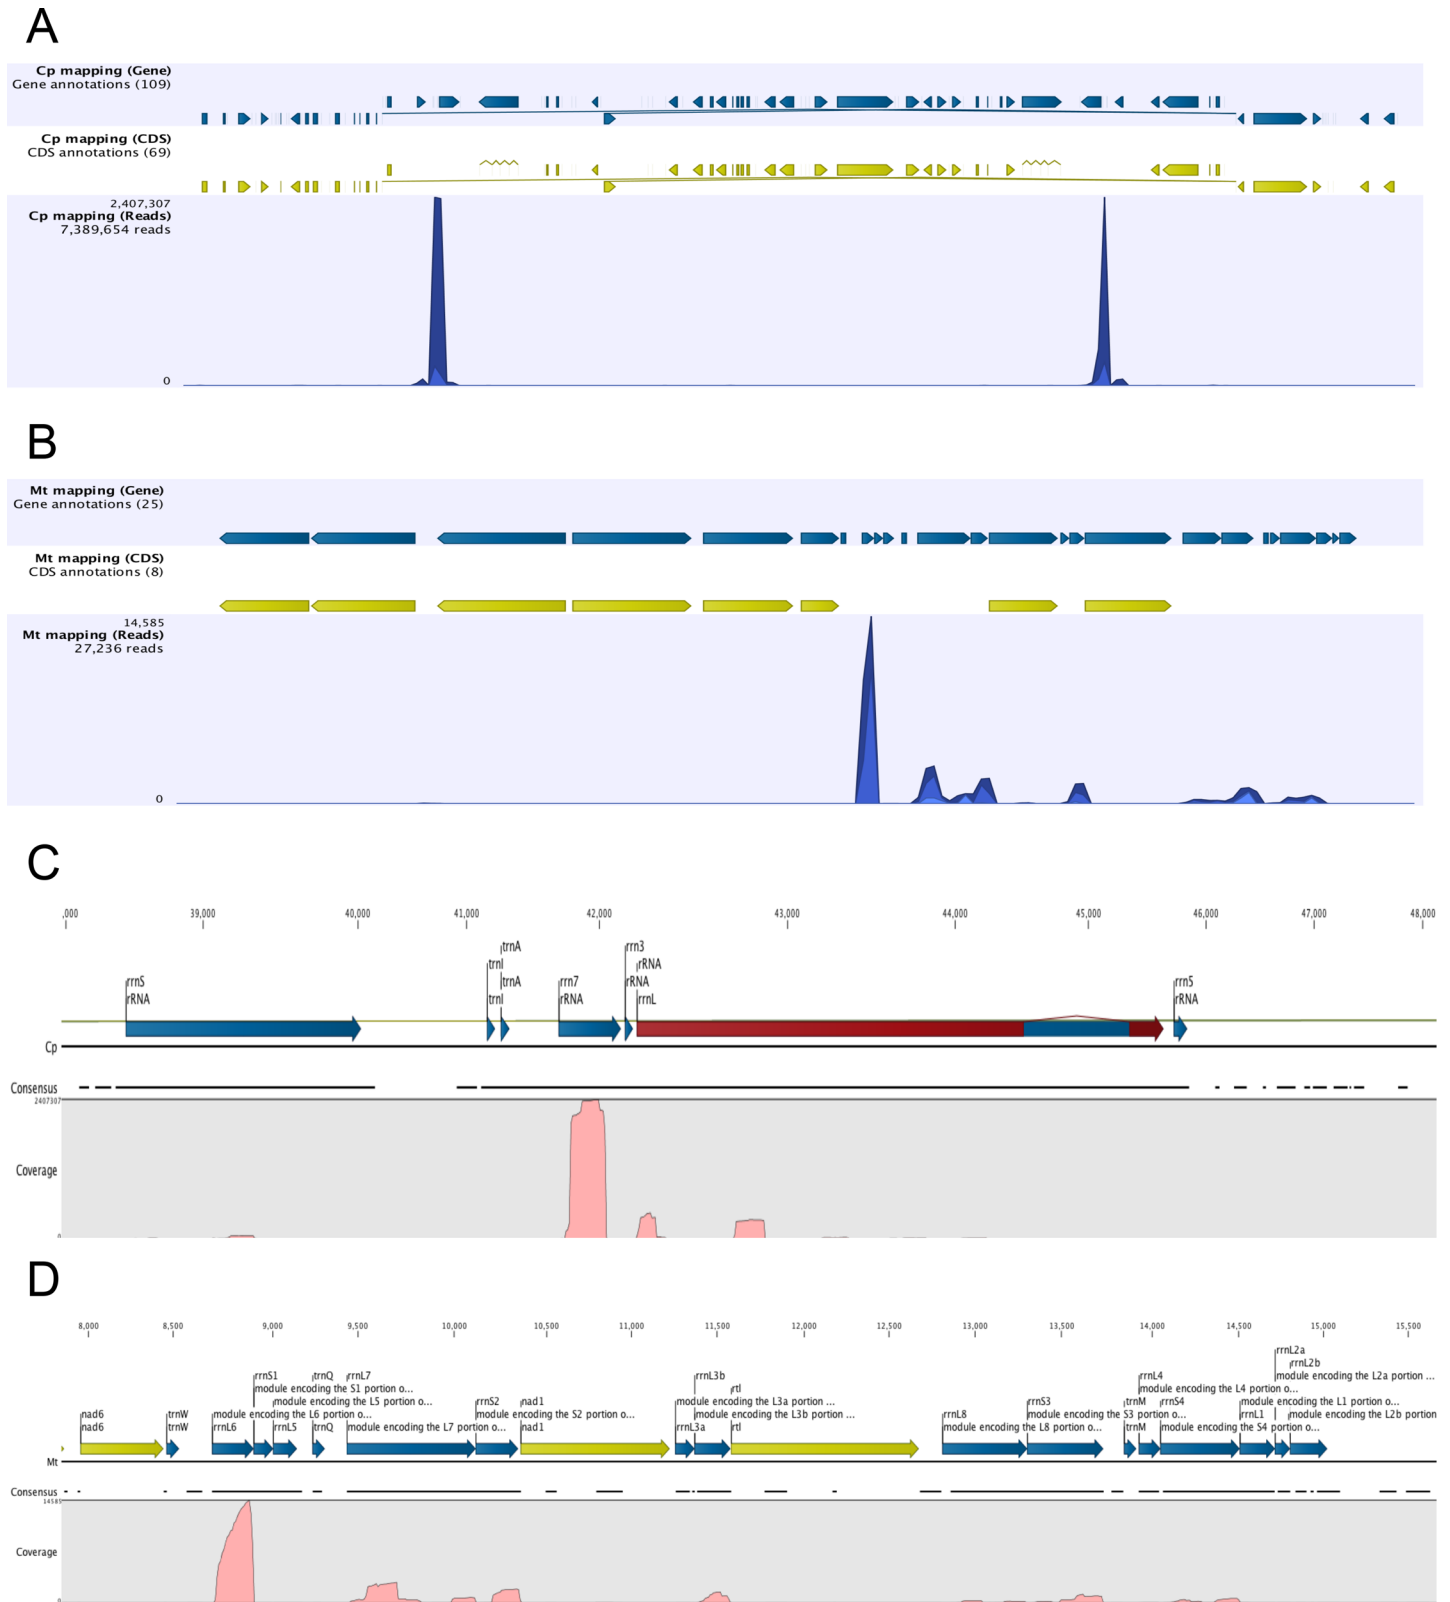 A
Cp mapping (Gene)
Gene annotations (109)
Cp mapping (CDS)
CDS annotations (69)
2,407,307
Cp mapping (Reads)
7,389,654 reads
0
B
Mt mapping (Gene)
Gene annotations (25)
Mt mapping (CDS)
CDS annotations (8)
14,585
Mt mapping (Reads)
27,236 reads
0
C
,000 39,000 40,000 41,000 42,000 43,000 44,000 45,000 46,000 47,000 48,000
trnA rrn3
trnI rRNA
rrnS trnA rrn7 rRNA rrn5
rRNA trnI rRNA rrnL rRNA
Cp
Consensus
2407307
Coverage
0
D
8,000 8,500 9,000 9,500 10,000 10,500 11,000 11,500 12,000 12,500 13,000 13,500 14,000 14,500 15,000 15,500
rrnL2a
rrnL2b
rrnS1 trnQ rrnL7 rrnL3b rrnL4 module encoding the L2a portion ...
module encoding the S1 portion o... rtl module encoding the L4 portion o...
module encoding the L5 portion o... rrnS2 nad1 module encoding the L3a portion ... rrnS3 trnM rrnS4 module encoding the L1 portion o...
nad6 trnW module encoding the L6 portion o... module encoding the S2 portion o... module encoding the L3b portion ... rrnL8 module encoding the S3 portion o... rrnL1 module encoding the L2b portion
nad6 trnW rrnL6 rrnL5 trnQ module encoding the L7 portion o... nad1 rrnL3a rtl module encoding the L8 portion o... trnM module encoding the S4 portion o...
Mt
Consensus
14585
Coverage
0